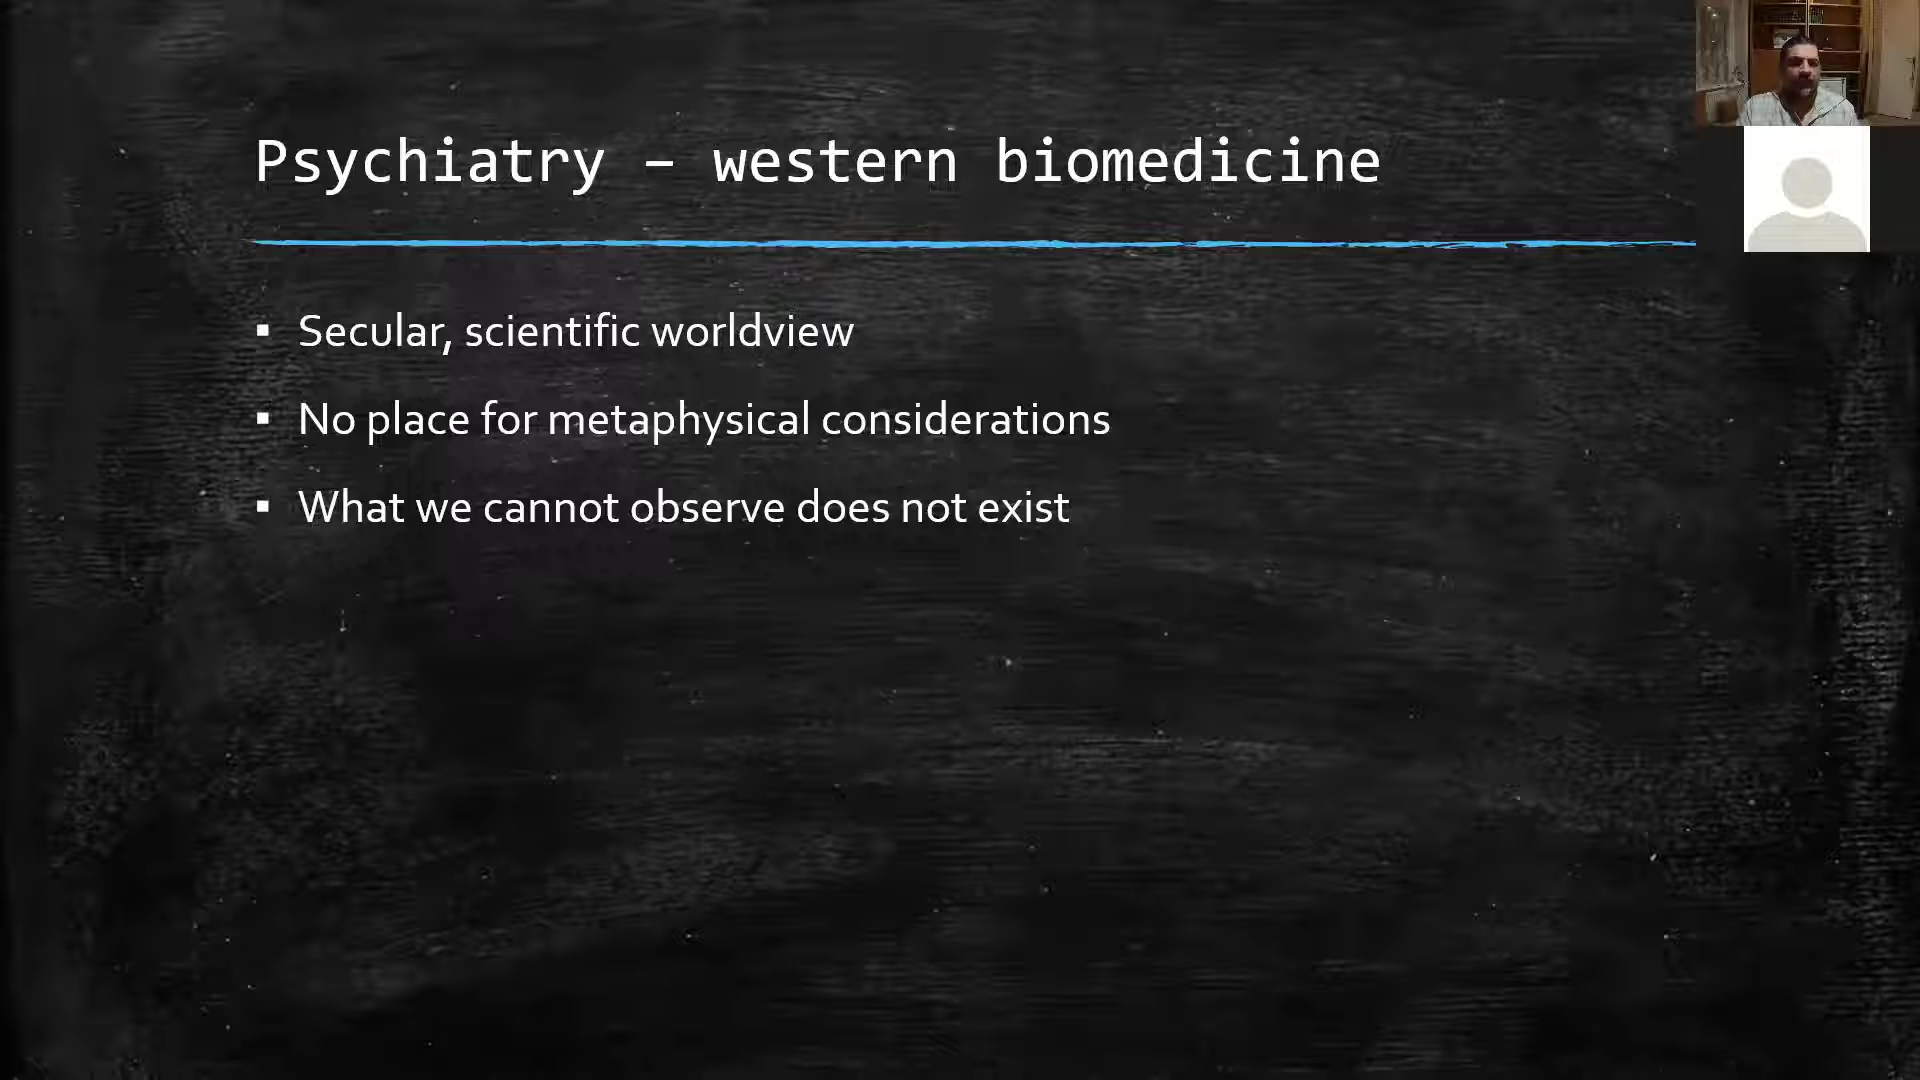 Psychiatry – western biomedicine
▪ Secular, scientific worldview
▪ No place for metaphysical considerations
▪ What we cannot observe does not exist